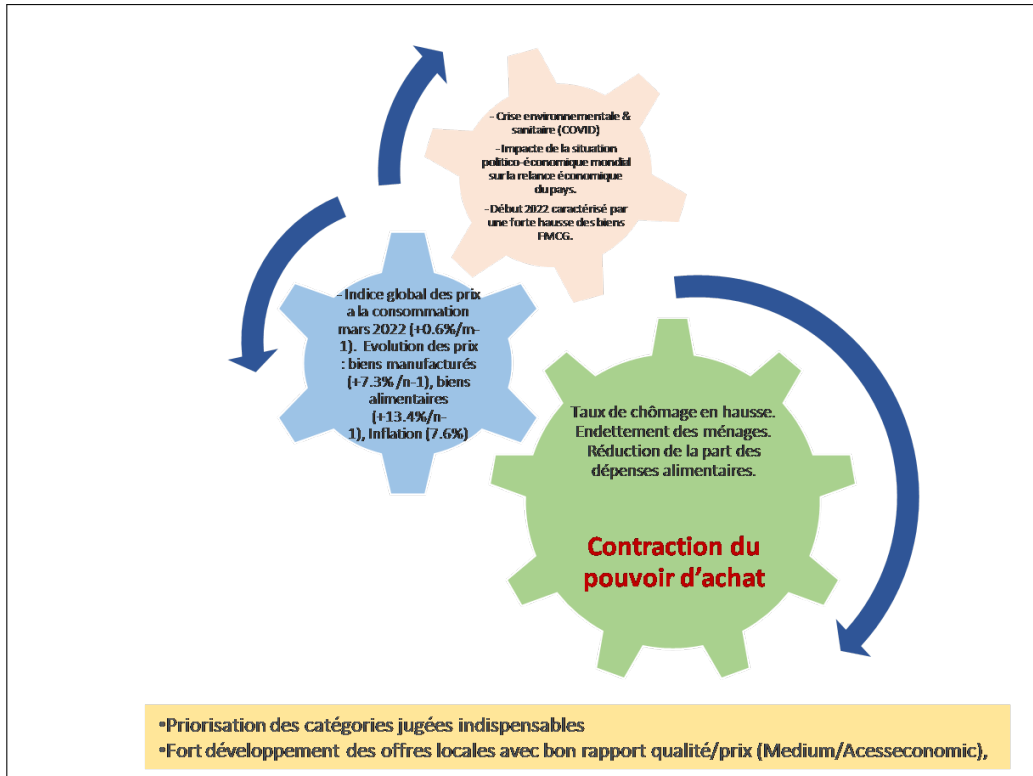 - Crise environnementale &
sanitaire (COVID)
- Impacte de la situation
politico-économique mondial
sur la relance économique
du pays.
- Début 2022 caractérisé par
une forte hausse des biens
FMCG.
- Indice global des prix
a la consommation
mars 2022 (+0.6%/m-
1). Evolution des prix
: biens manufacturés
(+7.3% /n-1), biens
alimentaires
(+13.4%/n-
1), Inflation (7.6%)
Taux de chômage en hausse.
Endettement des ménages.
Réduction de la part des
dépenses alimentaires.
Contraction du
pouvoir d'achat
•Priorisation des catégories jugées indispensables
•Fort développement des offres locales avec bon rapport qualité/prix (Medium/Acesseconomic),